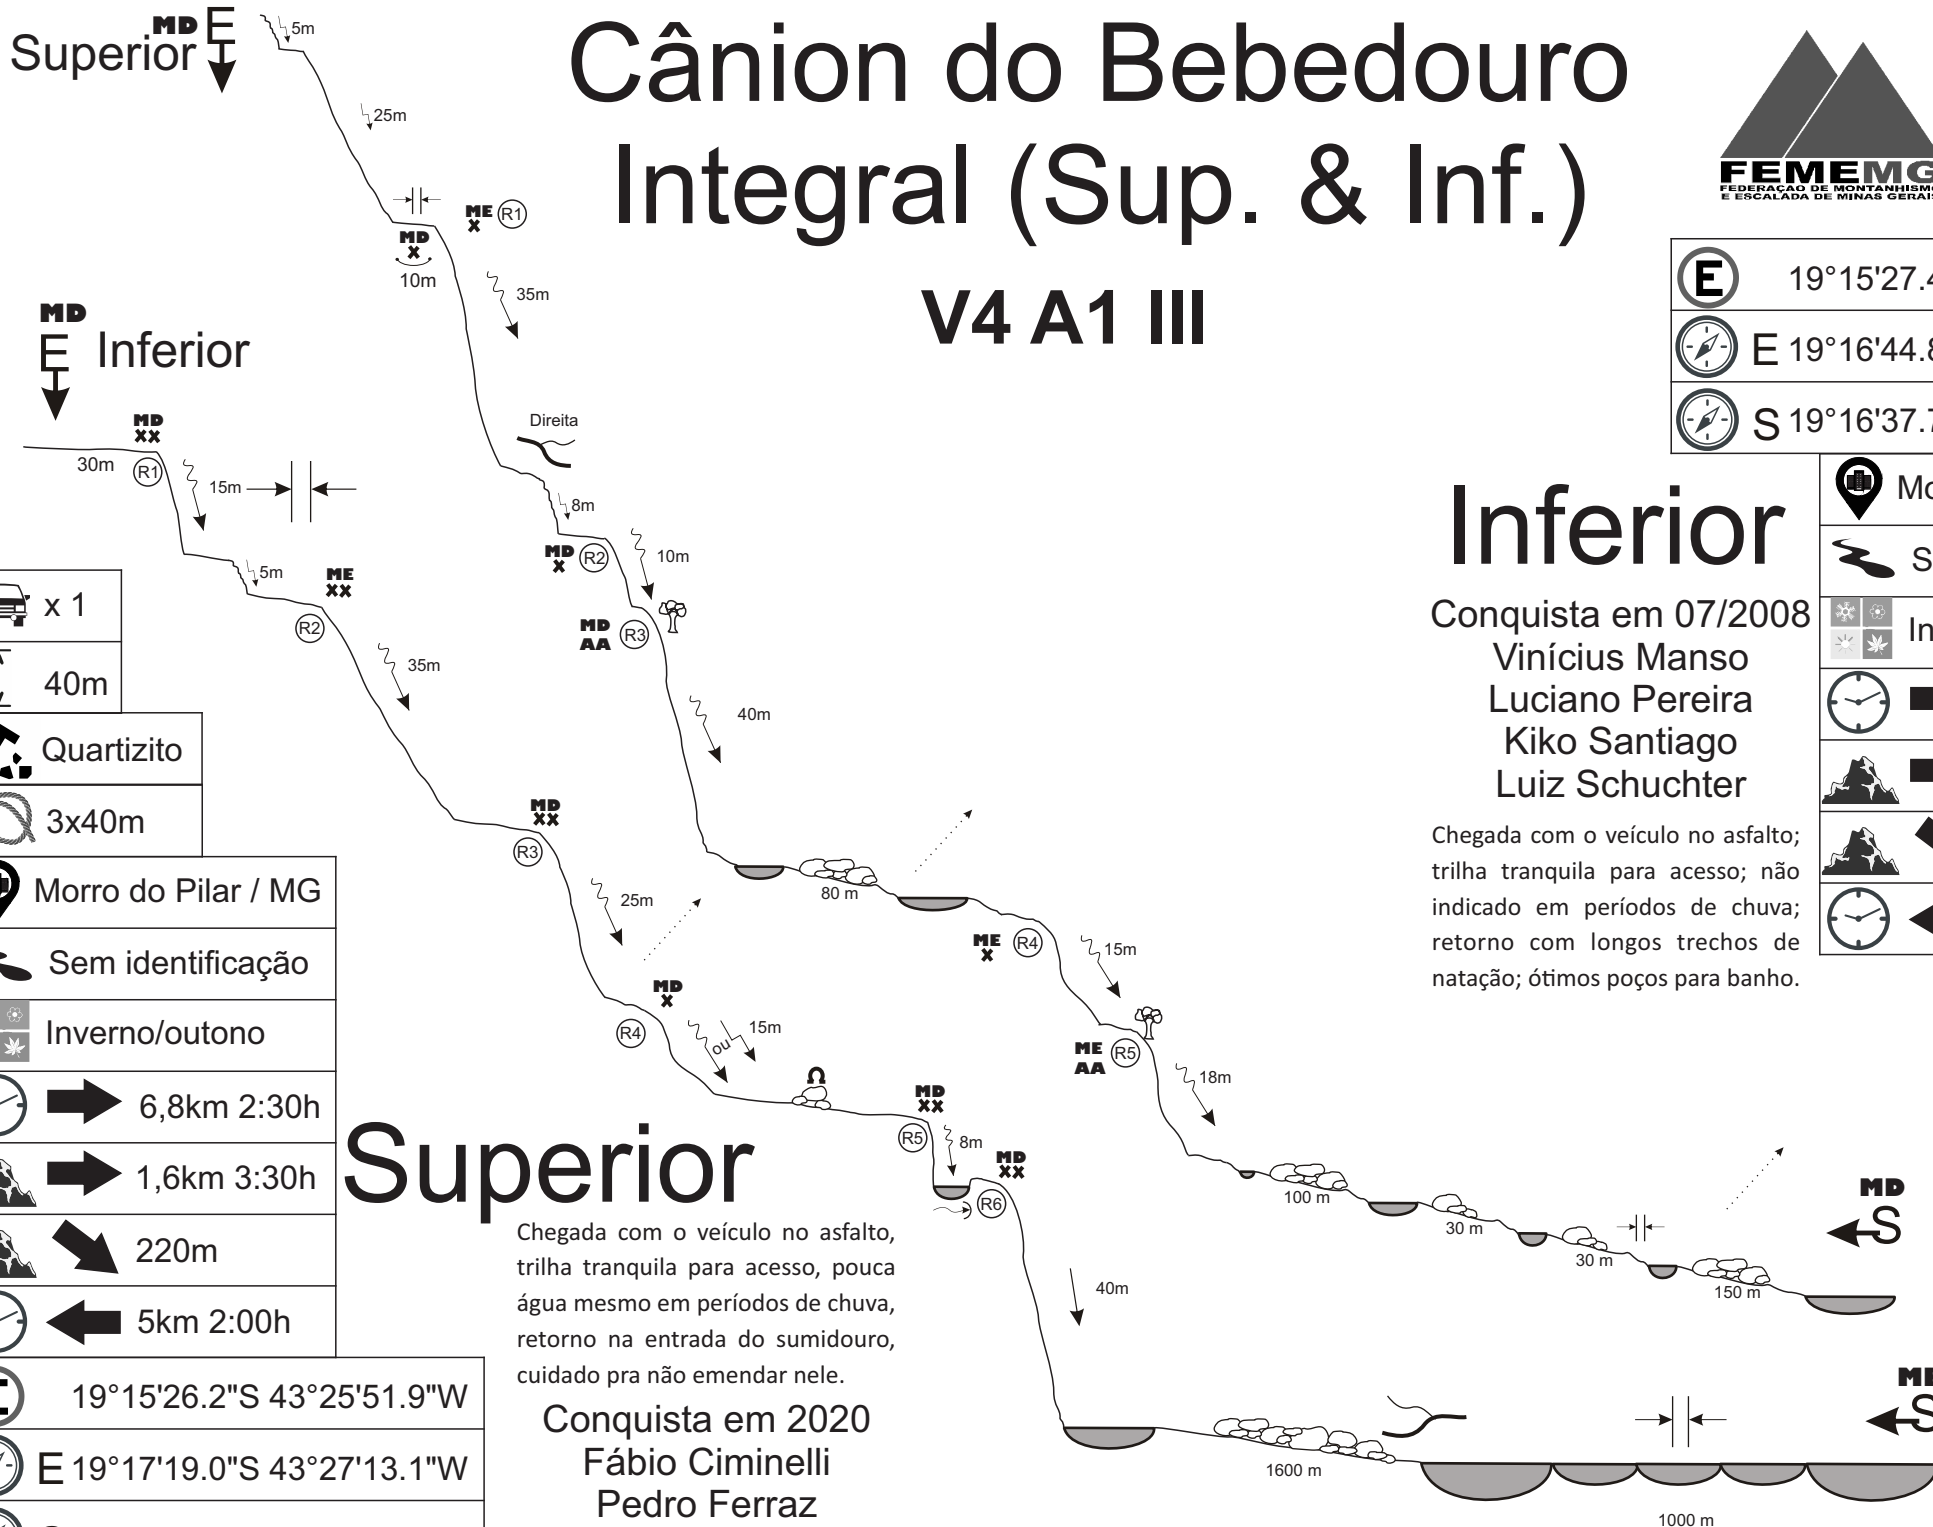 Cânion do Bebedouro
Integral (Sup. & Inf.)
V4 A1 III
FEMEMG
FEDERAÇÃO DE MONTANHISMO
E ESCALADA DE MINAS GERAIS
MD
Superior E
5m
25m
ME R1
X
MD
X
10m
35m
Direita
8m
MD R2
X
10m
MD R3
AA
40m
80 m
ME R4
X
15m
ME R5
AA
18m
100 m
30 m
30 m
150 m
MD
S
MD
E Inferior
MD
XX
30m R1
15m
5m
ME
XX
R2
35m
MD
XX
R3
25m
MD
X
R4
ou
15m
Ω
MD
XX
R5
8m
MD
XX
R6
40m
1600 m
1000 m
S
E 19°15'27.4
E 19°16'44.8
S 19°16'37.7
Inferior
Conquista em 07/2008
Vinícius Manso
Luciano Pereira
Kiko Santiago
Luiz Schuchter
Chegada com o veículo no asfalto;
trilha tranquila para acesso; não
indicado em períodos de chuva;
retorno com longos trechos de
natação; ótimos poços para banho.
x 1
40m
Quartizito
3x40m
Morro do Pilar / MG
Sem identificação
Inverno/outono
6,8km 2:30h
1,6km 3:30h
220m
5km 2:00h
19°15'26.2"S 43°25'51.9"W
E 19°17'19.0"S 43°27'13.1"W
Superior
Chegada com o veículo no asfalto,
trilha tranquila para acesso, pouca
água mesmo em períodos de chuva,
retorno na entrada do sumidouro,
cuidado pra não emendar nele.
Conquista em 2020
Fábio Ciminelli
Pedro Ferraz